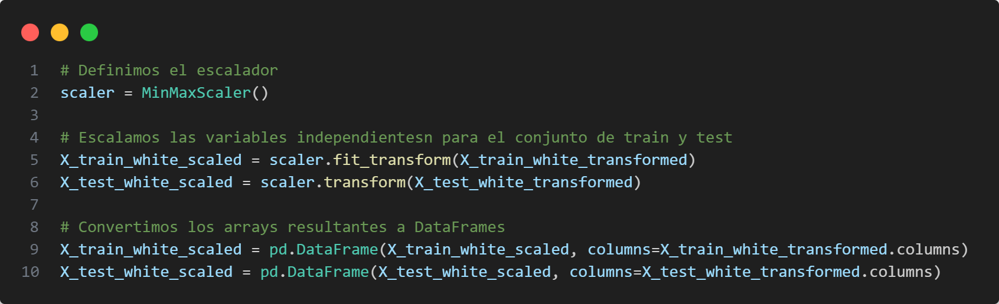 1 # Definimos el escalador
2 scaler = MinMaxScaler()
3
4 # Escalamos las variables independientesn para el conjunto de train y test
5 X_train_white_scaled = scaler.fit_transform(X_train_white_transformed)
6 X_test_white_scaled = scaler.transform(X_test_white_transformed)
7
8 # Convertimos los arrays resultantes a DataFrames
9 X_train_white_scaled = pd.DataFrame(X_train_white_scaled, columns=X_train_white_transformed.columns)
10 X_test_white_scaled = pd.DataFrame(X_test_white_scaled, columns=X_test_white_transformed.columns)